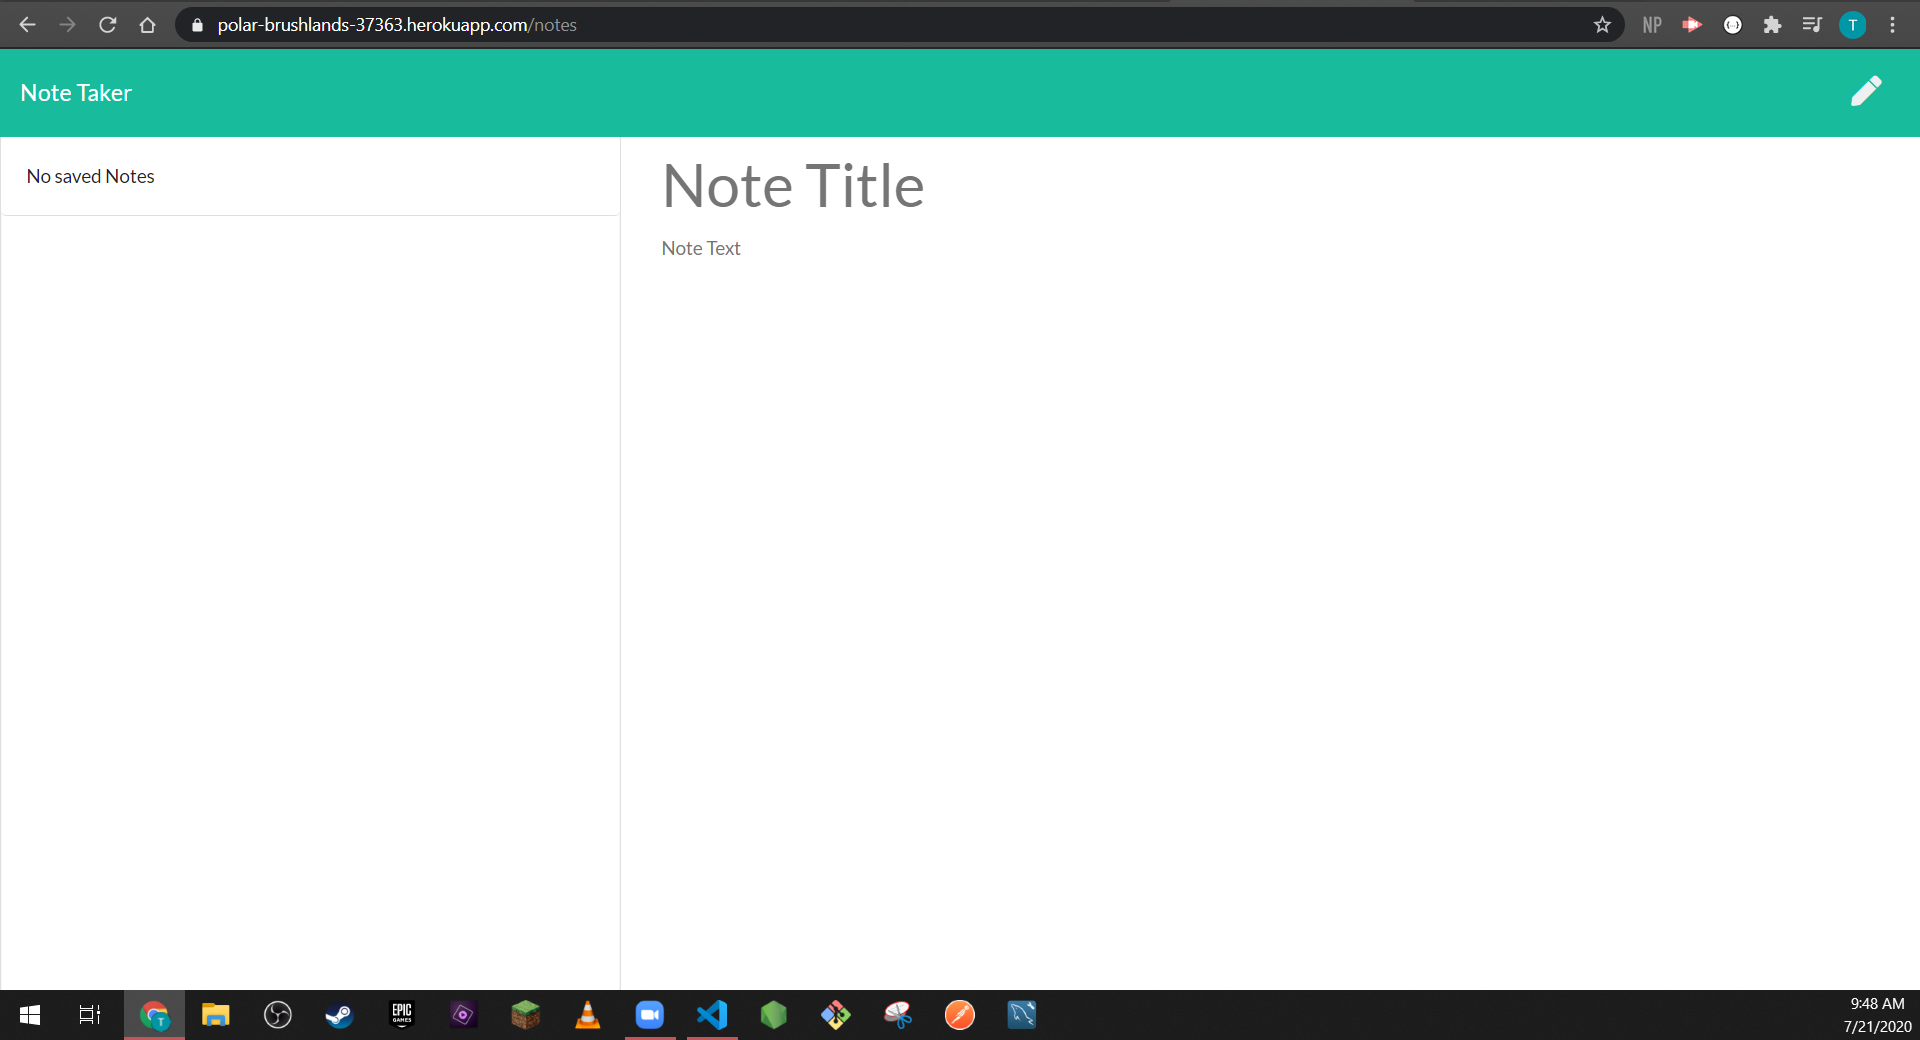 polar-brushlands-37363.herokuapp.com/notes
NP
T
Note Taker
No saved Notes
Note Title
Note Text
T
EPIC
GAMES
9:48 AM
7/21/2020